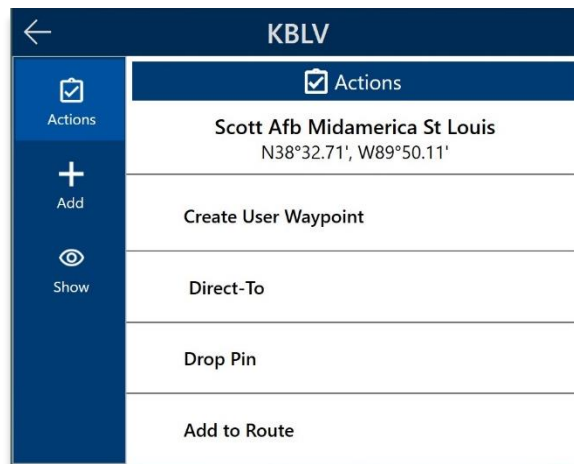 KBLV
Actions
Add
Show
Actions
Scott Afb Midamerica St Louis
N38°32.71', W89°50.11'
Create User Waypoint
Direct-To
Drop Pin
Add to Route